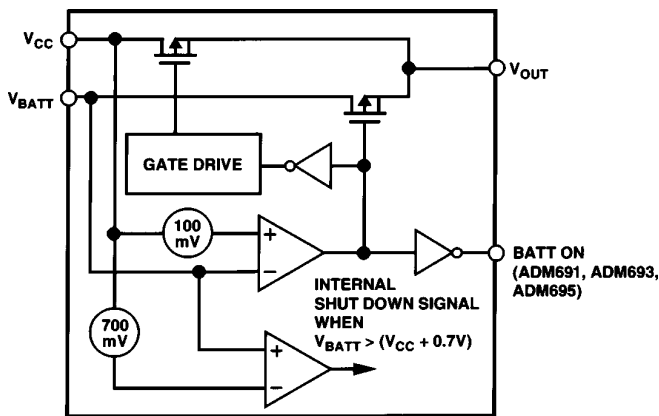 VCC
VOUT
VBATT
GATE DRIVE
100
mV
+
−
BATT ON
(ADM691, ADM693,
ADM695)
INTERNAL
SHUT DOWN SIGNAL
WHEN
VBATT > (VCC + 0.7V)
700
mV
+
−